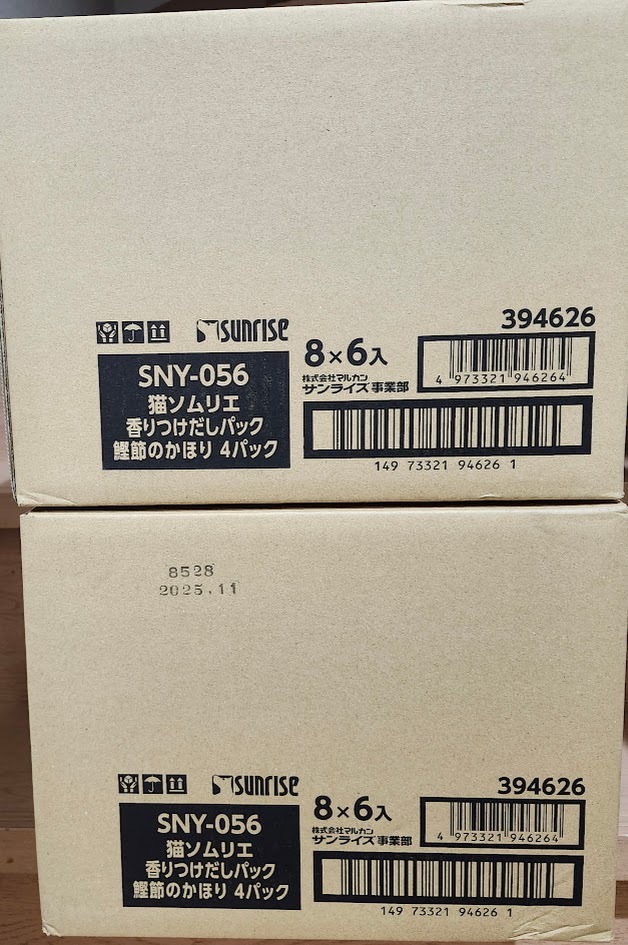 sunrise
394626
8×6入
SNY-056
猫ソムリエ
香りつけだしパック
鰹節のかほり 4パック
株式会社マルカン
サンライズ事業部
4 973321 946264
149 73321 94626 1
8528
2025.11
sunrise
394626
8×6入
SNY-056
猫ソムリエ
香りつけだしパック
鰹節のかほり 4パック
株式会社マルカン
サンライズ事業部
4 973321 946264
149 73321 94626 1